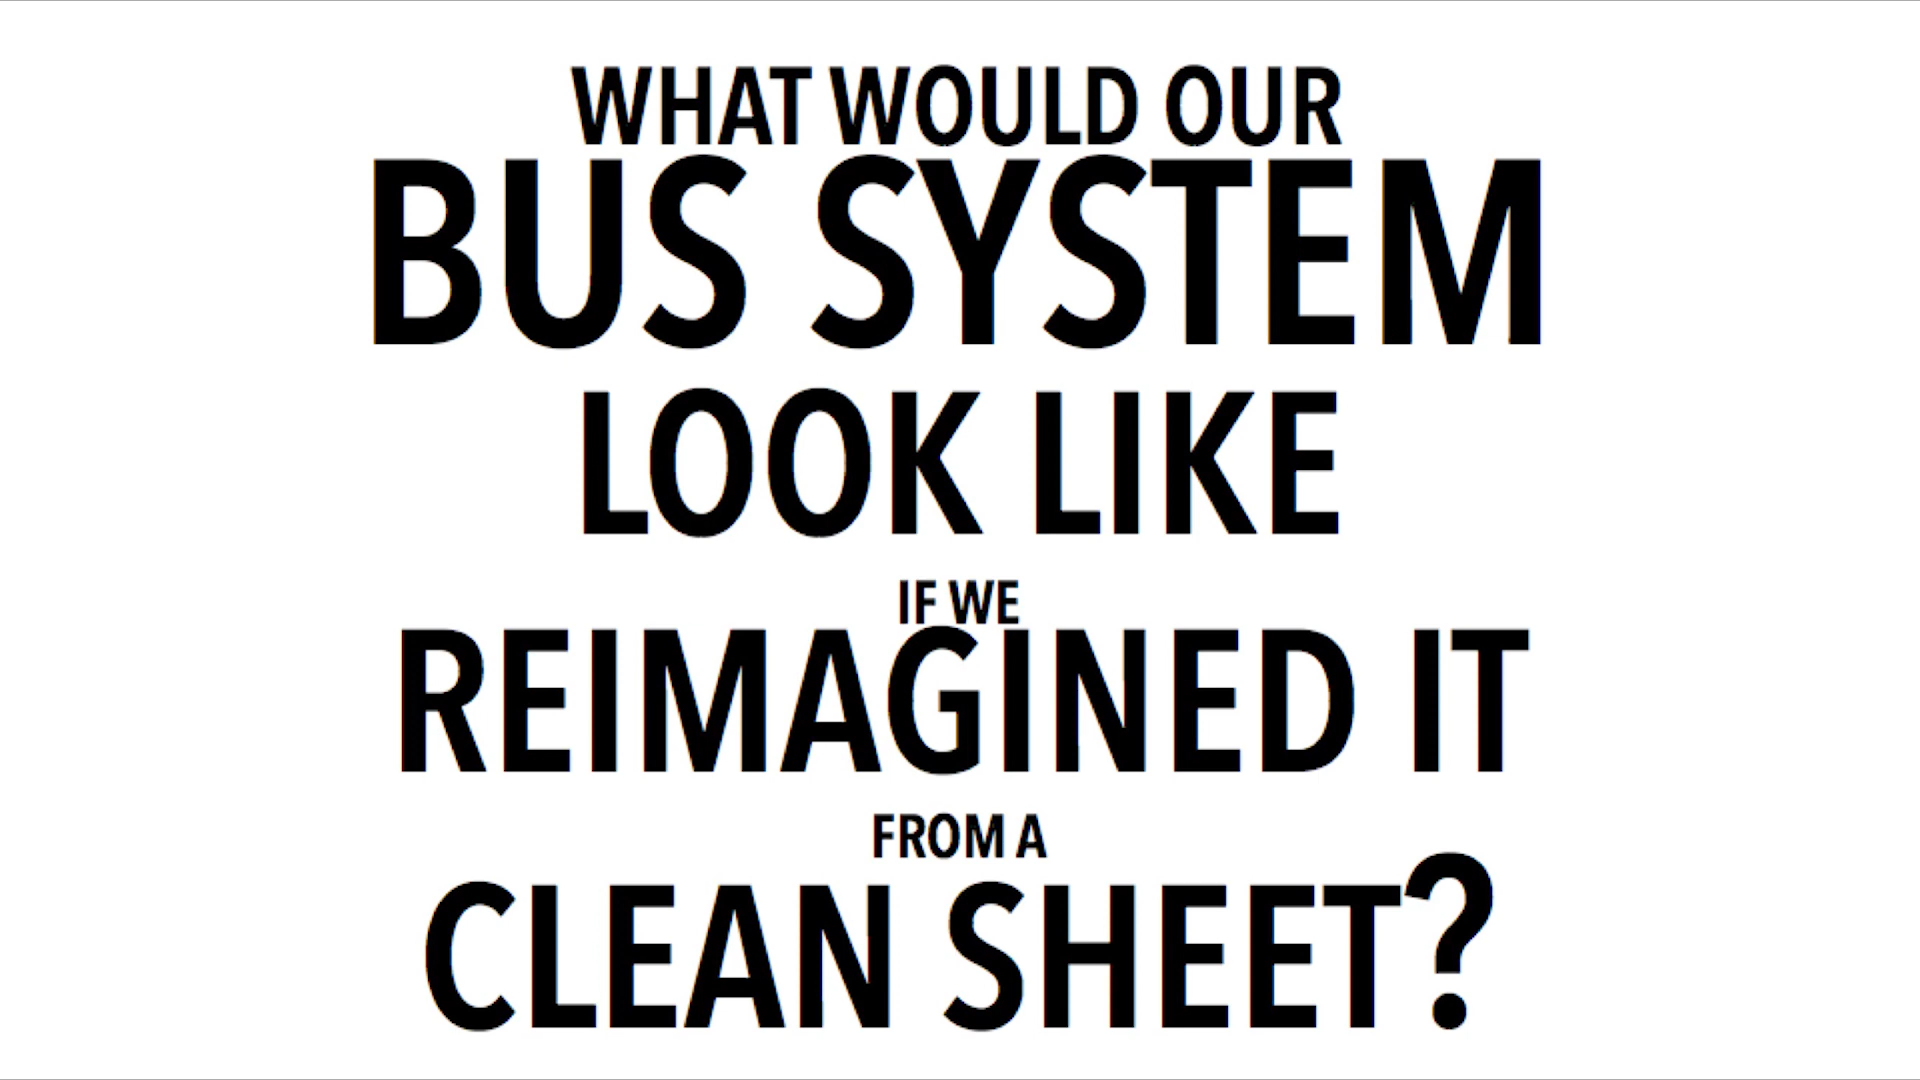 WHAT WOULD OUR
BUS SYSTEM
LOOK LIKE
IF WE
REIMAGINED IT
FROM A
CLEAN SHEET?